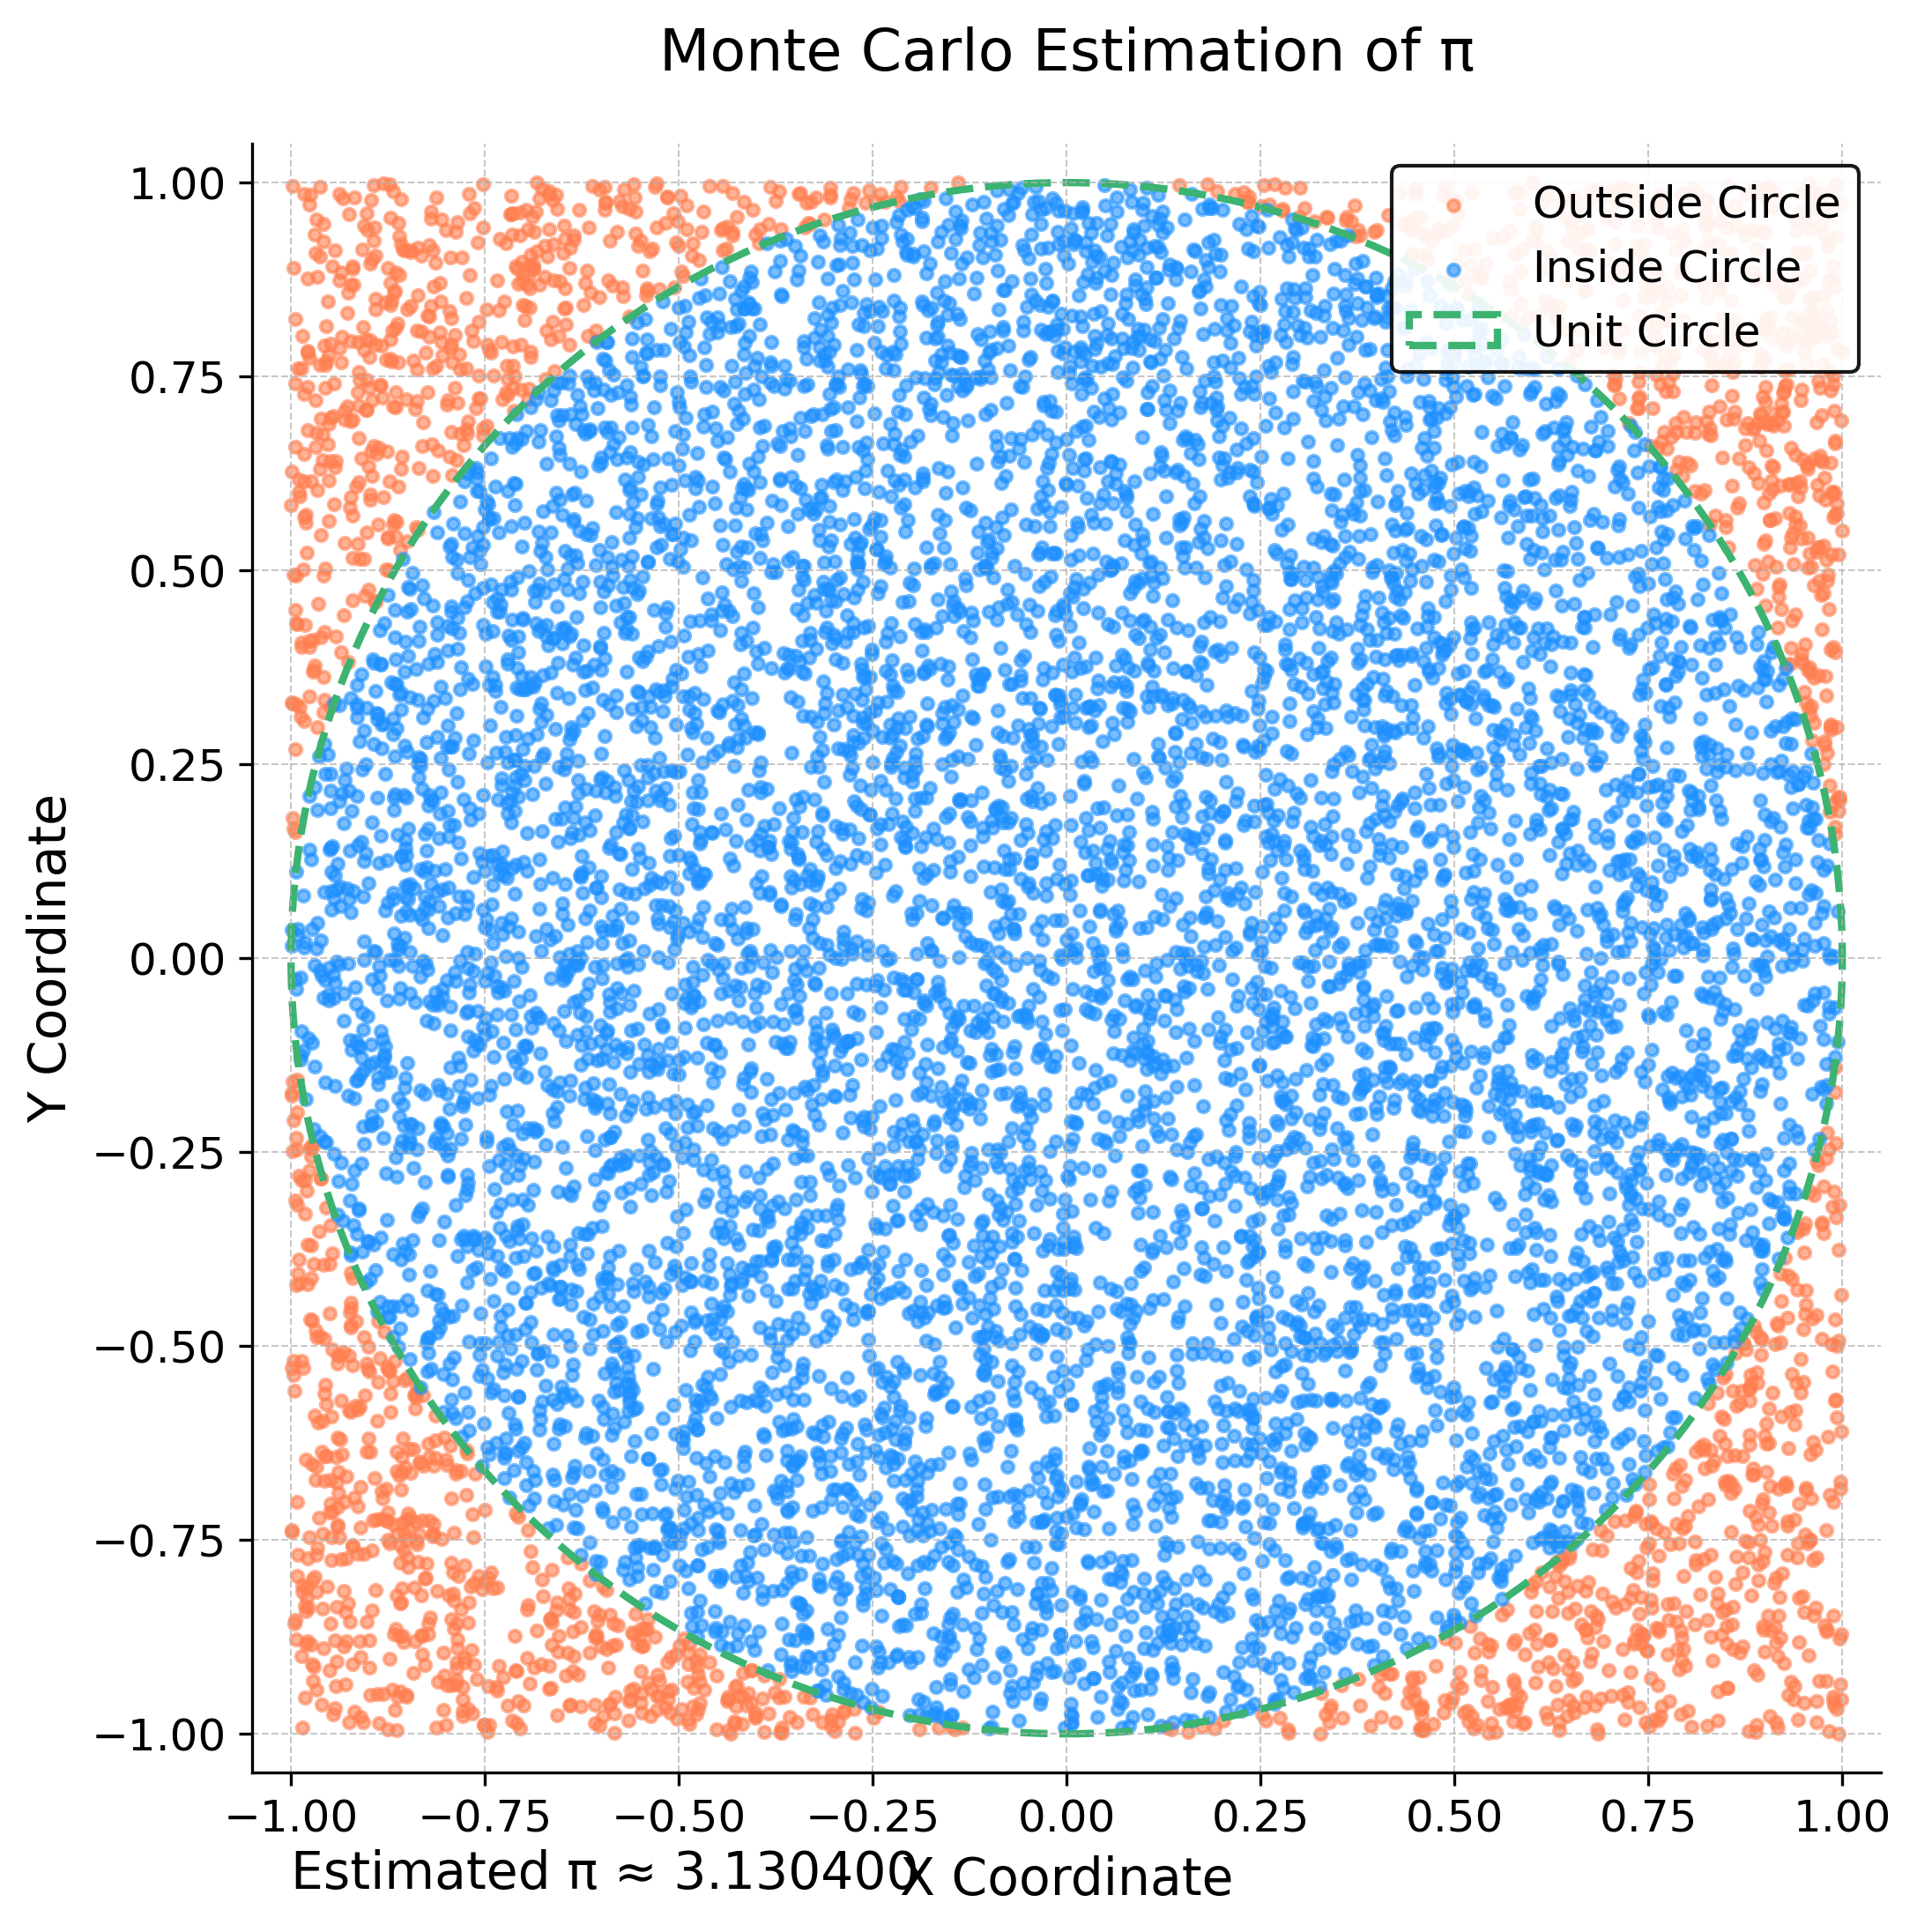 Monte Carlo Estimation of π
Outside Circle
Inside Circle
Unit Circle
Y Coordinate
1.00
0.75
0.50
0.25
0.00
−0.25
−0.50
−0.75
−1.00
−1.00 −0.75 −0.50 −0.25 0.00 0.25 0.50 0.75 1.00
Estimated π ≈ 3.130400
X Coordinate